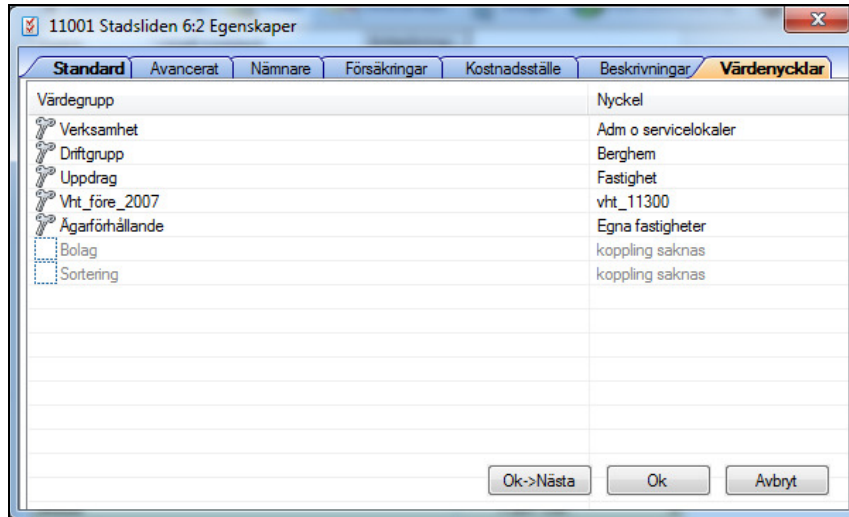 11001 Stadsliden 6:2 Egenskaper
Standard Avancerat Nämnare Försäkringar Kostnadsställe Beskrivningar Värdenycklar
Värdegrupp Nyckel
Verksamhet Adm o servicelokaler
Driftgrupp Berghem
Uppdrag Fastighet
Vht_före_2007 vht_11300
Ägarförhållande Egna fastigheter
Bolag koppling saknas
Sortering koppling saknas
Ok->Nästa Ok Avbryt